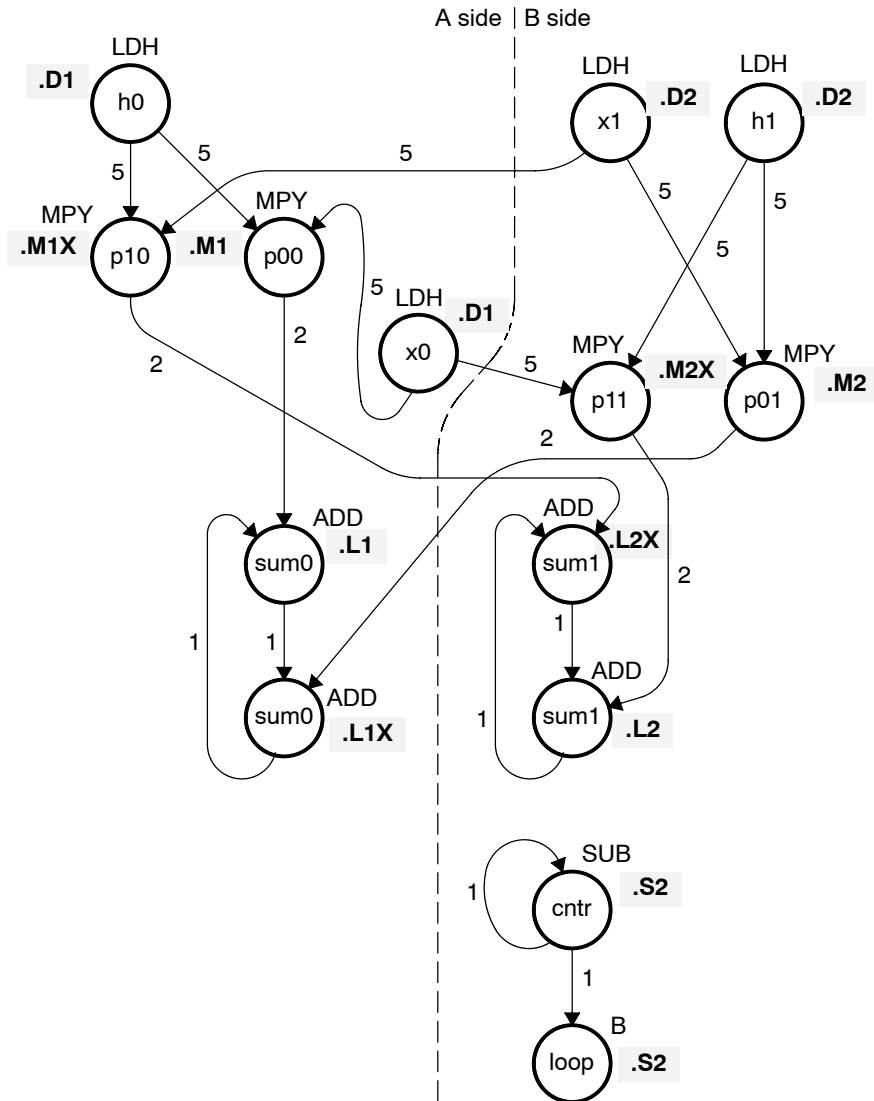 A side B side
LDH
.D1
h0
LDH
.D2
x1
LDH
.D2
h1
5
5
5
5
5
5
MPY
.M1X
p10
MPY
.M1
p00
5
LDH
.D1
x0
5
2
2
MPY
.M2X
p11
MPY
.M2
p01
2
ADD
.L1
sum0
ADD
.L2X
sum1
2
1
1
1
ADD
.L1X
sum0
ADD
.L2
sum1
1
SUB
.S2
cntr
1
1
B
.S2
loop